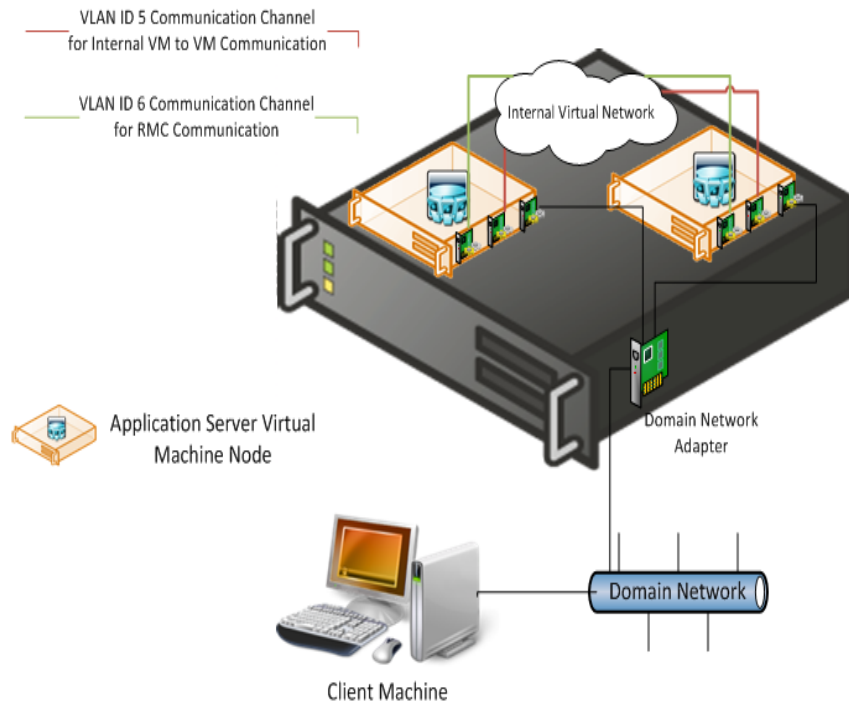 VLAN ID 5 Communication Channel
for Internal VM to VM Communication
VLAN ID 6 Communication Channel
for RMC Communication
Internal Virtual Network
Domain Network
Adapter
Application Server Virtual
Machine Node
Domain Network
Client Machine